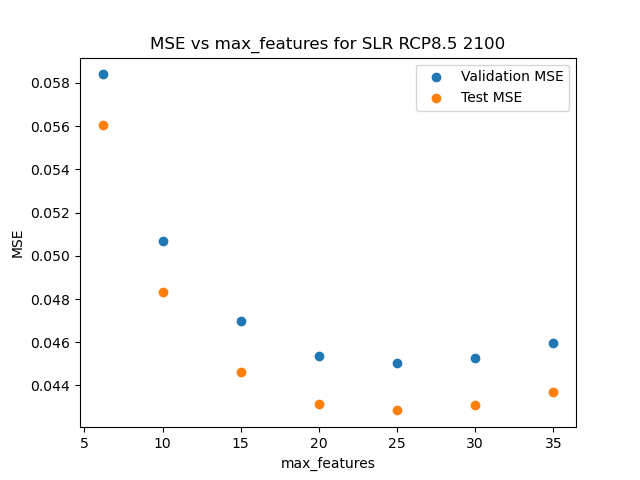 MSE vs max_features for SLR RCP8.5 2100
Validation MSE
Test MSE
0.058
0.056
0.054
0.052
0.050
0.048
0.046
0.044
MSE
5 10 15 20 25 30 35
max_features